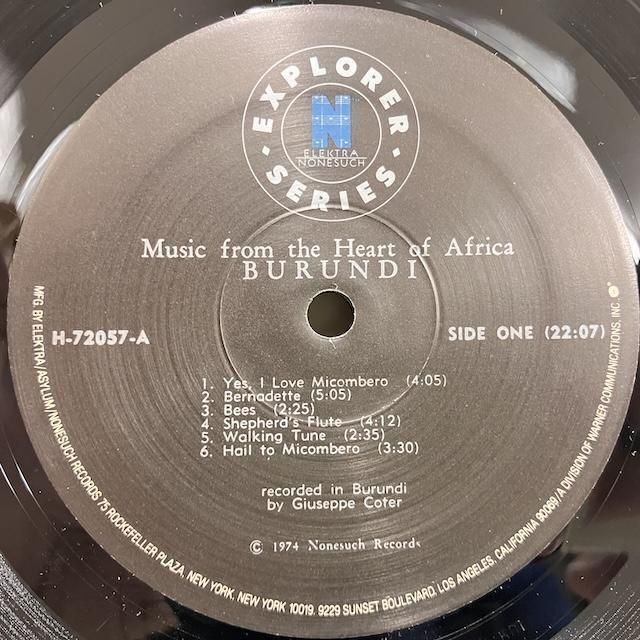 EXPLORER
N
ELEKTRA
NONESUCH
SERIES
Music from the Heart of Africa
BURUNDI
H-72057-A
SIDE ONE (22:07)
1. Yes, I Love Micombero (4:05)
2. Bernadette (5:05)
3. Bees (2:25)
4. Shepherd's Flute (4:12)
5. Walking Tune (2:35)
6. Hail to Micombero (3:30)
recorded in Burundi
by Giuseppe Coter
© 1974 Nonesuch Records
MFG. BY ELEKTRA/ASYLUM/NONESUCH RECORDS 75 ROCKEFELLER PLAZA, NEW YORK, NEW YORK 10019. 9229 SUNSET BOULEVARD, LOS ANGELES, CALIFORNIA 90069/A DIVISION OF WARNER COMMUNICATIONS, INC.